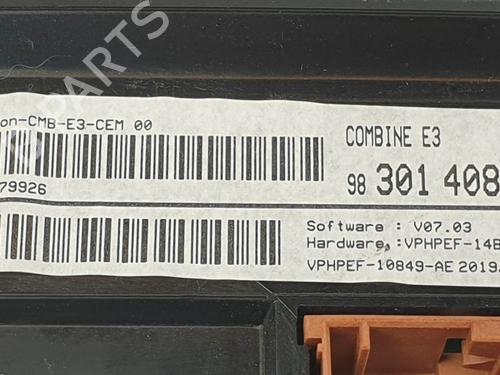 B-PARTS
on-CMB-E3-CEM 00
79926
COMBINE E3
98 301 408
Software : V07.03
Hardware :VPHPEF-14B
VPHPEF-10849-AE 2019